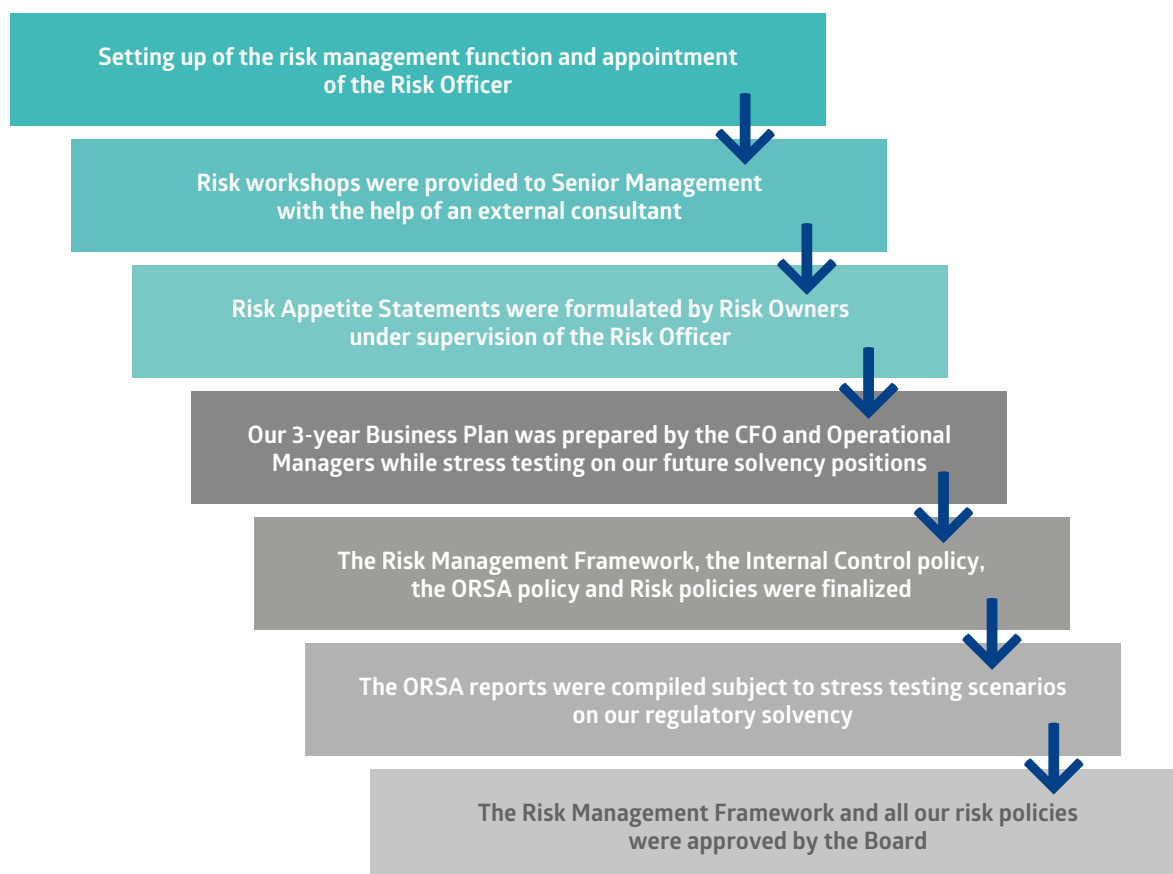 Setting up of the risk management function and appointment
of the Risk Officer
Risk workshops were provided to Senior Management
with the help of an external consultant
Risk Appetite Statements were formulated by Risk Owners
under supervision of the Risk Officer
Our 3-year Business Plan was prepared by the CFO and Operational
Managers while stress testing on our future solvency positions
The Risk Management Framework, the Internal Control policy,
the ORSA policy and Risk policies were finalized
The ORSA reports were compiled subject to stress testing scenarios
on our regulatory solvency
The Risk Management Framework and all our risk policies
were approved by the Board